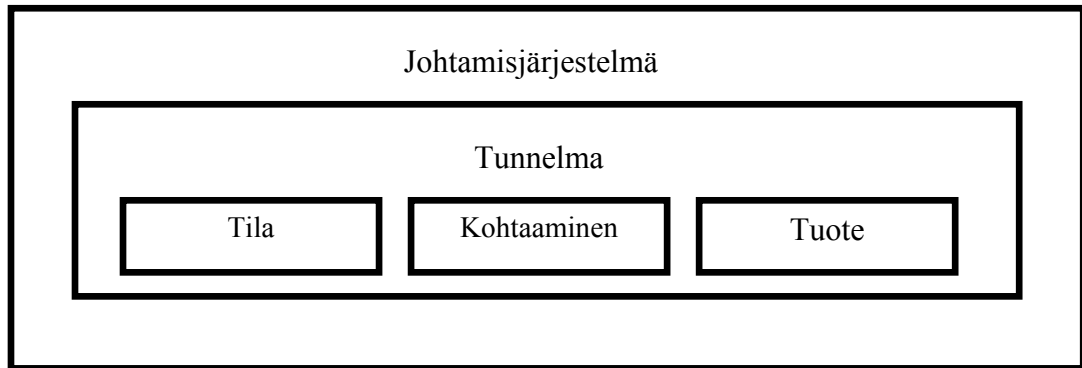 Johtamisjärjestelmä
Tunnelma
Tila
Kohtaaminen
Tuote